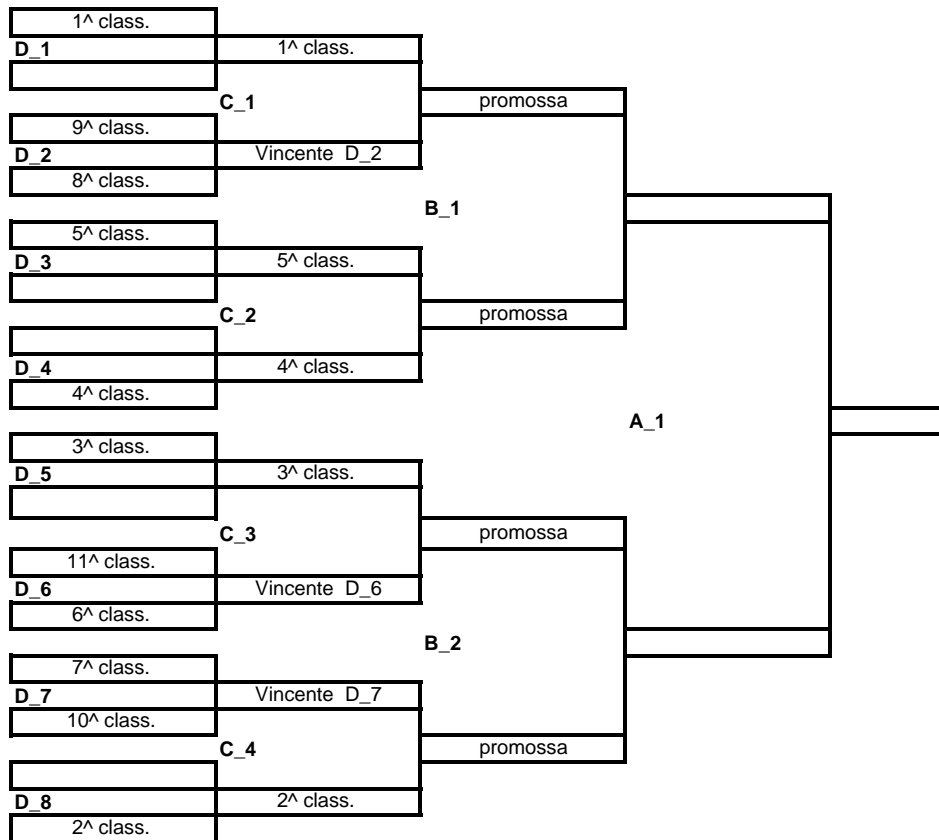 1^ class.
D_1
1^ class.
C_1
promossa
9^ class.
D_2
Vincente D_2
8^ class.
B_1
5^ class.
D_3
5^ class.
C_2
promossa
D_4
4^ class.
4^ class.
A_1
3^ class.
D_5
3^ class.
C_3
promossa
11^ class.
D_6
Vincente D_6
6^ class.
B_2
7^ class.
D_7
Vincente D_7
10^ class.
C_4
promossa
D_8
2^ class.
2^ class.